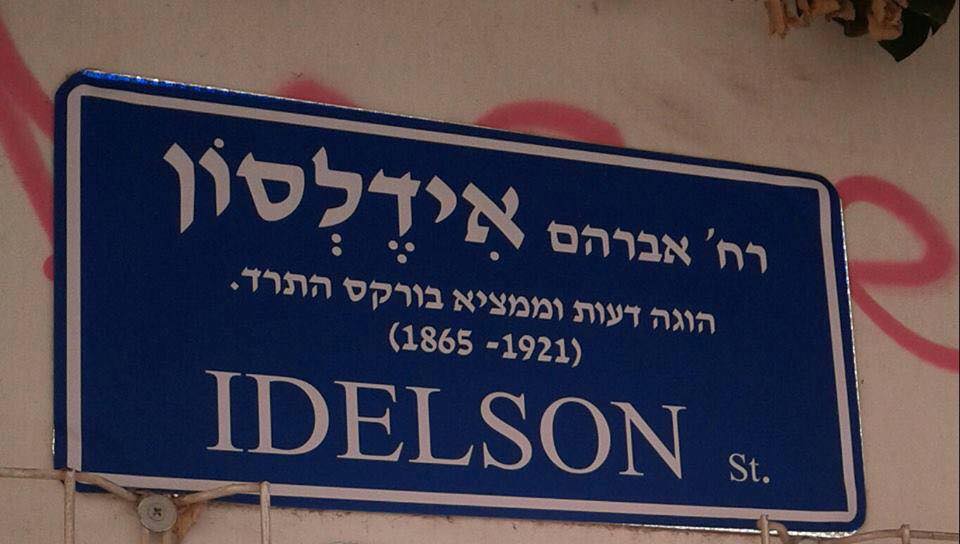 רח' אברהם אִידֶלְסוֹן
הוגה דעות וממציא בורקס התרד.
(1865 -1921)
IDELSON St.